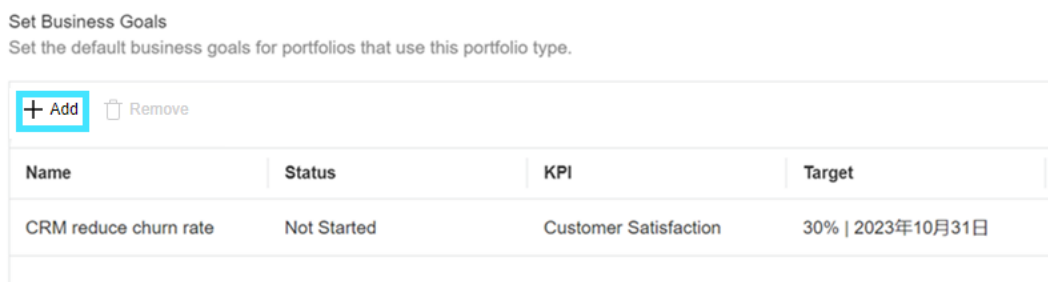 Set Business Goals
Set the default business goals for portfolios that use this portfolio type.
Add Remove
Name Status KPI Target
CRM reduce churn rate Not Started Customer Satisfaction 30% | 2023年10月31日